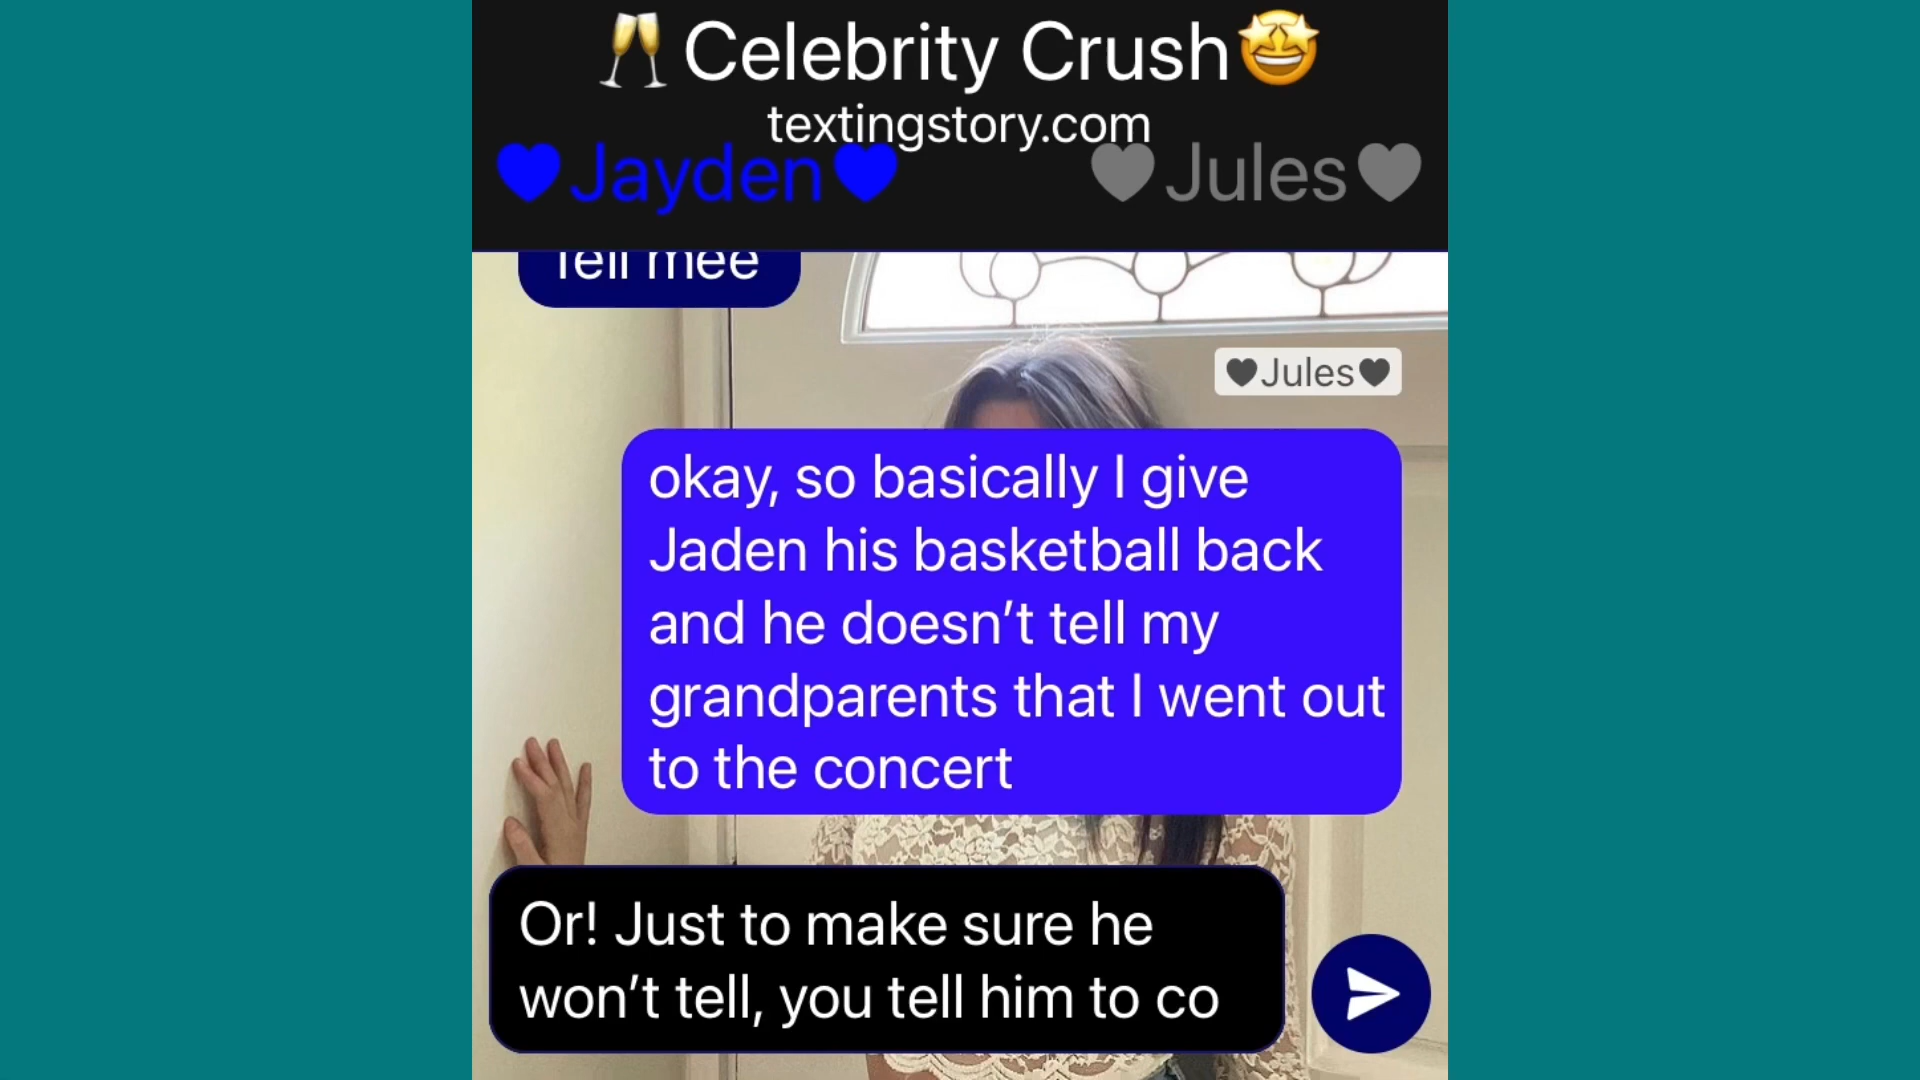 🥂Celebrity Crush🤩
textingstory.com
💙Jayden💙
🩶Jules🩶
Tell mee
🖤Jules🖤
okay, so basically I give
Jaden his basketball back
and he doesn’t tell my
grandparents that I went out
to the concert
Or! Just to make sure he
won’t tell, you tell him to co